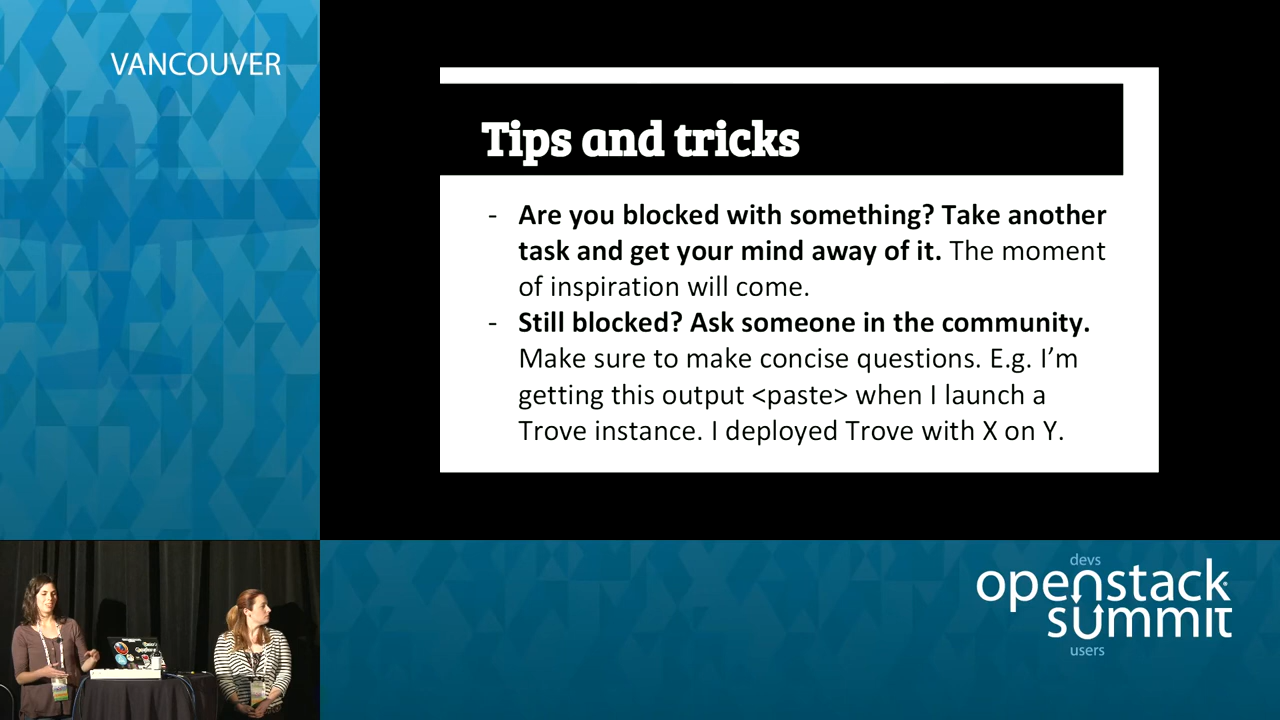 VANCOUVER
Tips and tricks
- Are you blocked with something? Take another
task and get your mind away of it. The moment
of inspiration will come.
- Still blocked? Ask someone in the community.
Make sure to make concise questions. E.g. I’m
getting this output <paste> when I launch a
Trove instance. I deployed Trove with X on Y.
devs
openstack
summit
users